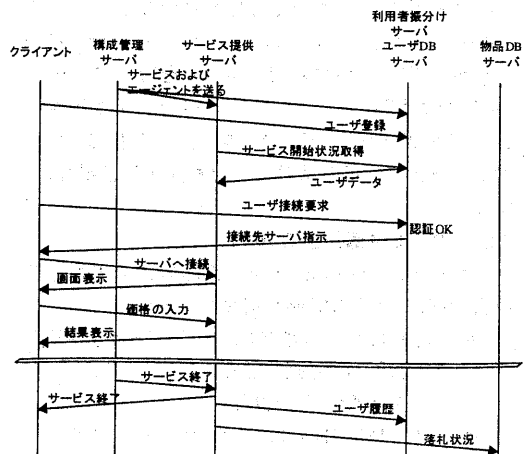 クライアント
構成管理
サーバ
サービス提供
サーバ
利用者振分け
サーバ
ユーザDB
サーバ
物品DB
サーバ
サービスおよび
エージェントを送る
ユーザ登録
サービス開始状況取得
ユーザデータ
ユーザ接続要求
認証OK
接続先サーバ指示
サーバへ接続
画面表示
価格の入力
結果表示
サービス終了
サービス終了
ユーザ履歴
落札状況